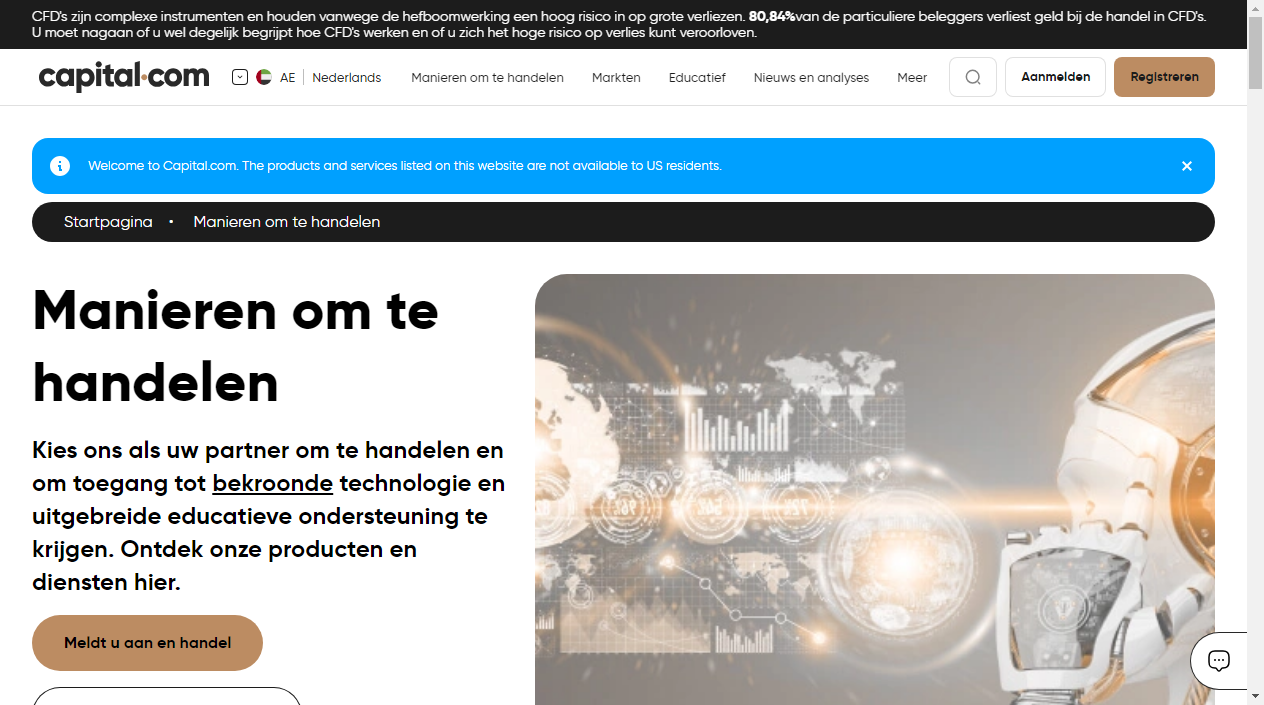 CFD's zijn complexe instrumenten en houden vanwege de hefboomwerking een hoog risico in op grote verliezen. 80,84%van de particuliere beleggers verliest geld bij de handel in CFD's.
U moet nagaan of u wel degelijk begrijpt hoe CFD's werken en of u zich het hoge risico op verlies kunt veroorloven.
capital.com AE Nederlands Manieren om te handelen Markten Educatief Nieuws en analyses Meer Aanmelden Registreren
Welcome to Capital.com. The products and services listed on this website are not available to US residents.
Startpagina • Manieren om te handelen
Manieren om te
handelen
Kies ons als uw partner om te handelen en
om toegang tot bekroonde technologie en
uitgebreide educatieve ondersteuning te
krijgen. Ontdek onze producten en
diensten hier.
Meldt u aan en handel